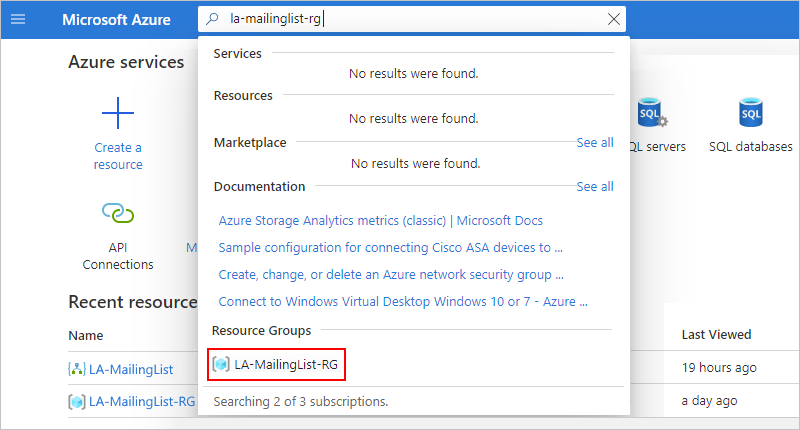 Microsoft Azure
la-mailinglist-rg
Azure services
Create a
resource
API
Connections
M
Services
No results were found.
Resources
No results were found.
Marketplace
See all
No results were found.
Documentation
See all
Azure Storage Analytics metrics (classic) | Microsoft Docs
Sample configuration for connecting Cisco ASA devices to ...
Create, change, or delete an Azure network security group ...
Connect to Windows Virtual Desktop Windows 10 or 7 - Azure ...
Resource Groups
LA-MailingList-RG
Searching 2 of 3 subscriptions.
SQL
QL servers
SQL
SQL databases
Recent resource
Name
Last Viewed
LA-MailingList
19 hours ago
LA-MailingList-RG
a day ago